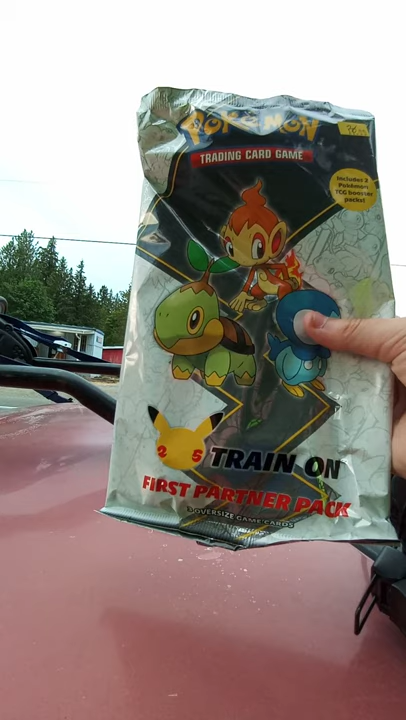 POKéMON
TRADING CARD GAME
Includes 2
Pokémon
TCG booster
packs!
25 TRAIN ON
FIRST PARTNER PACK
3 OVERSIZE GAME CARDS